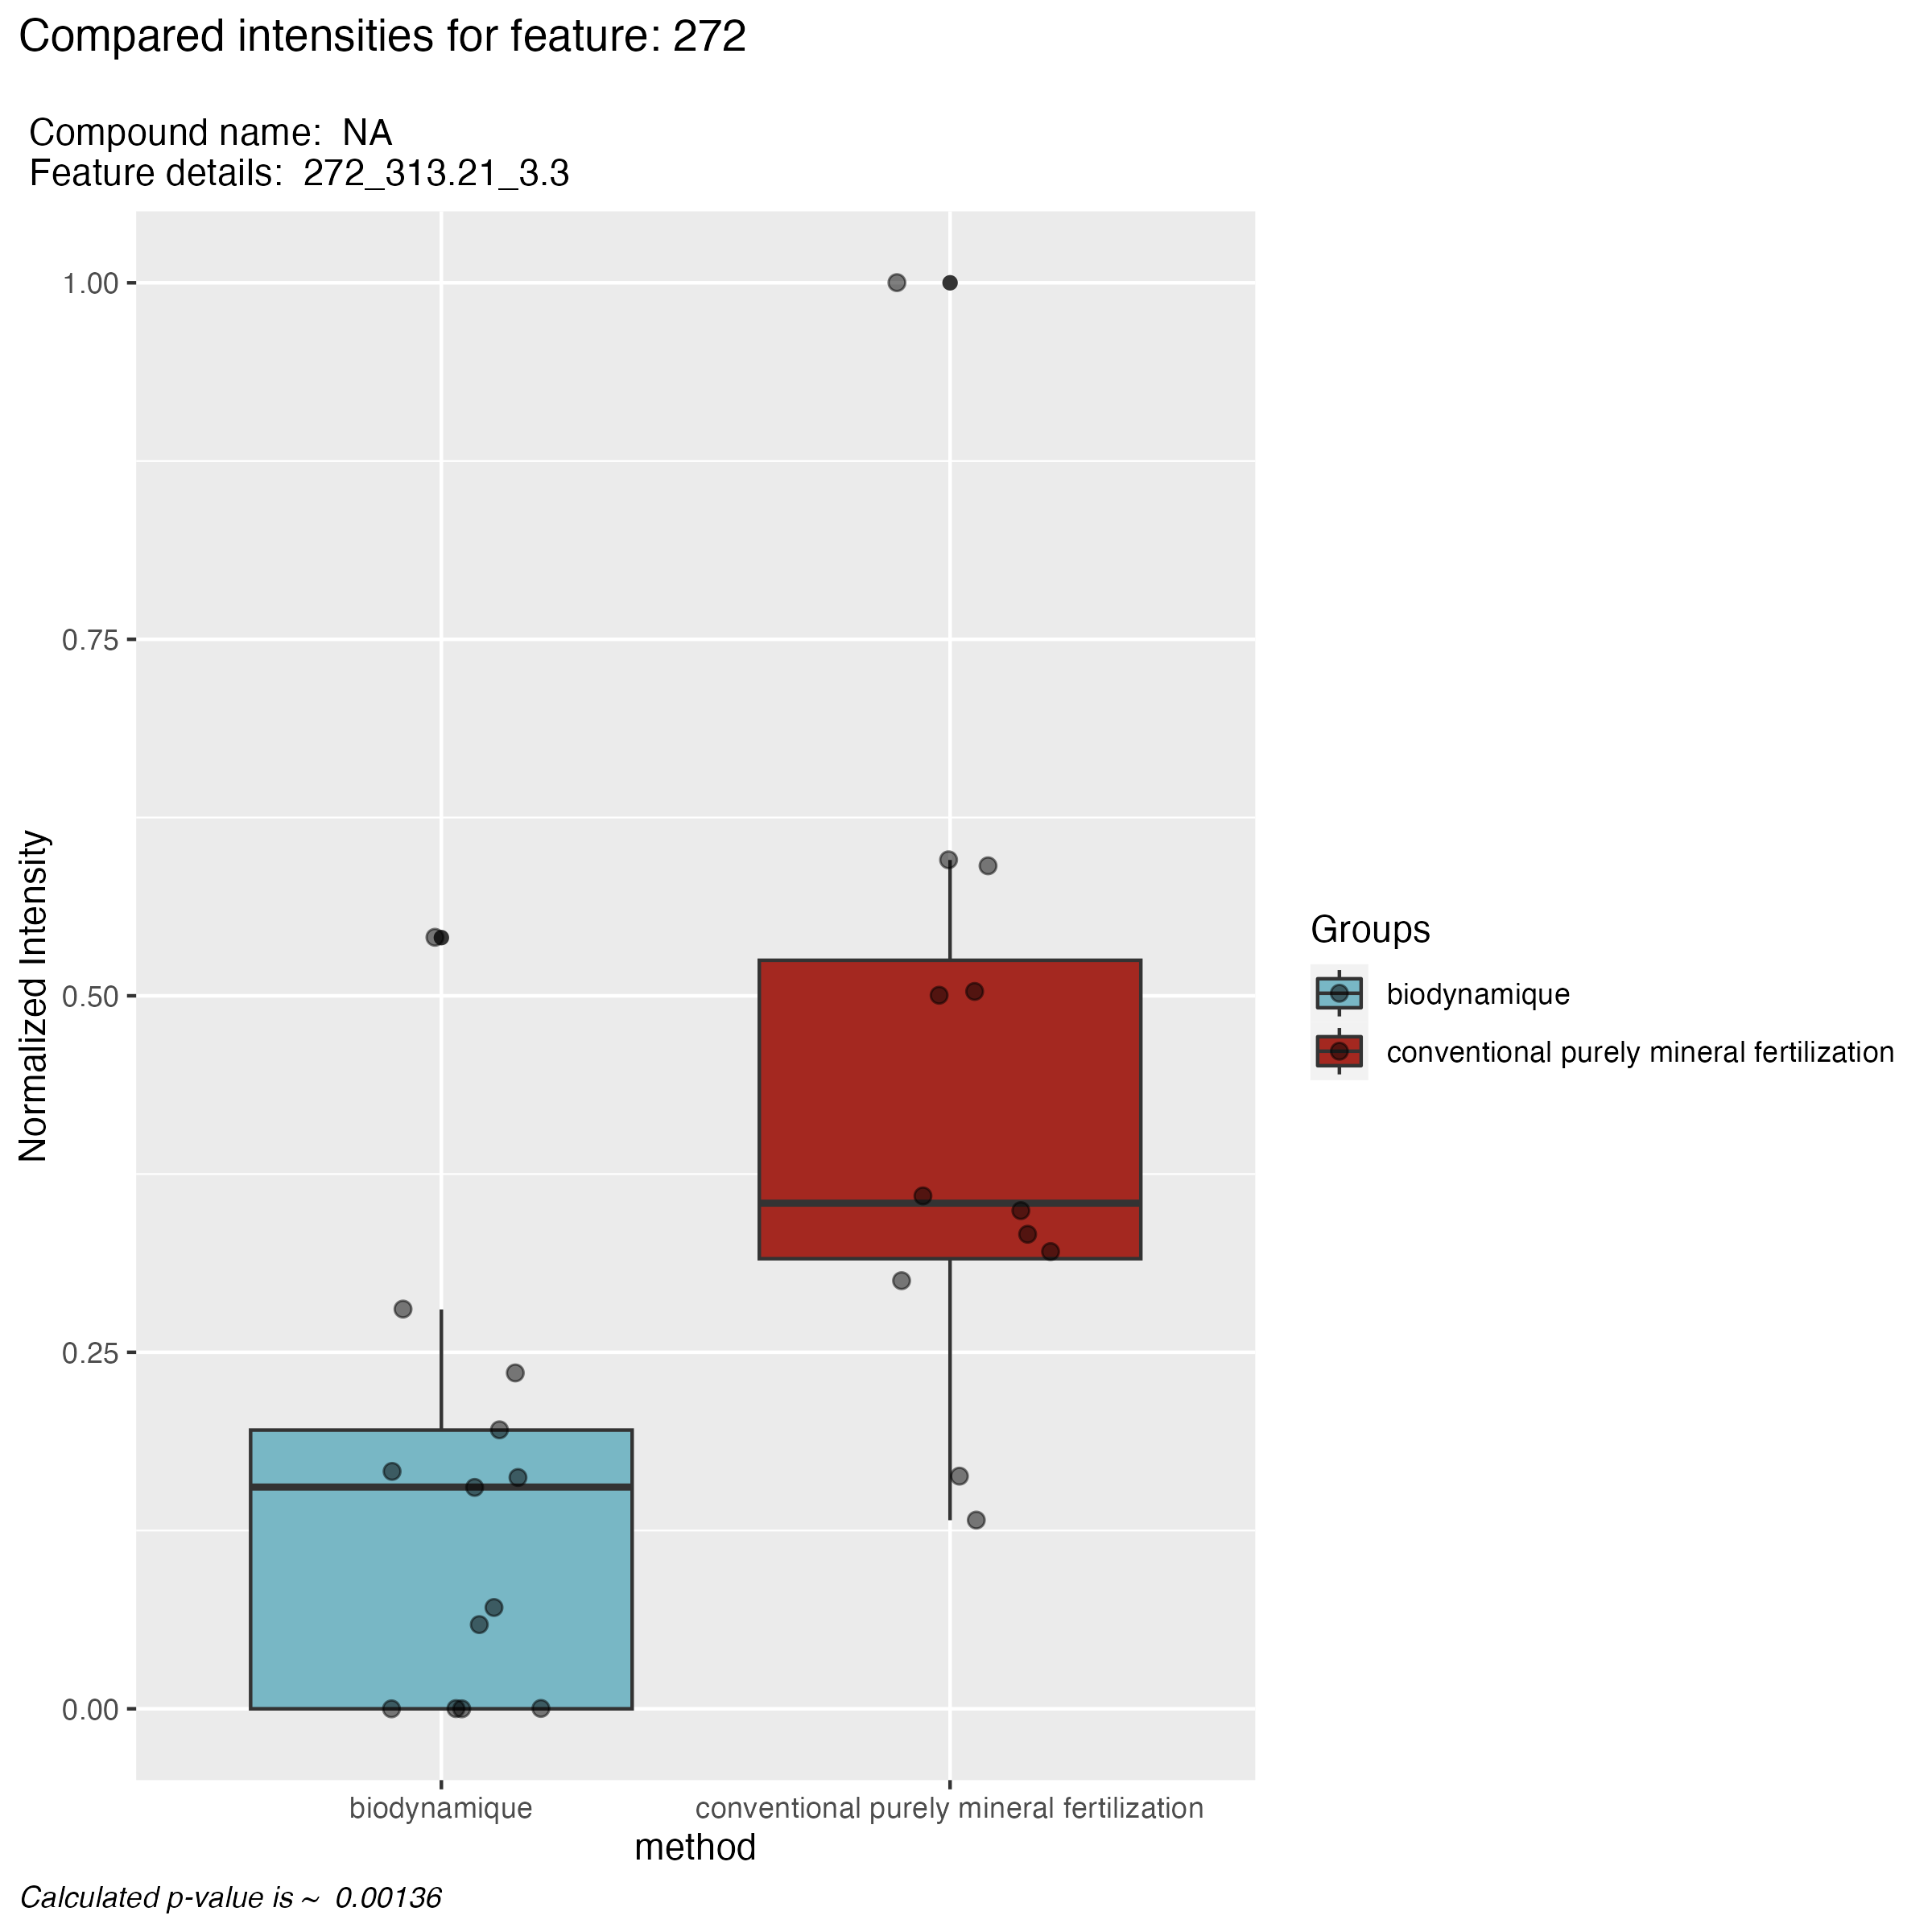 Compared intensities for feature: 272
Compound name:  NA
Feature details:  272_313.21_3.3
1.00
0.75
0.50
0.25
0.00
Normalized Intensity
biodynamique
conventional purely mineral fertilization
method
Groups
biodynamique
conventional purely mineral fertilization
Calculated p-value is ~  0.00136